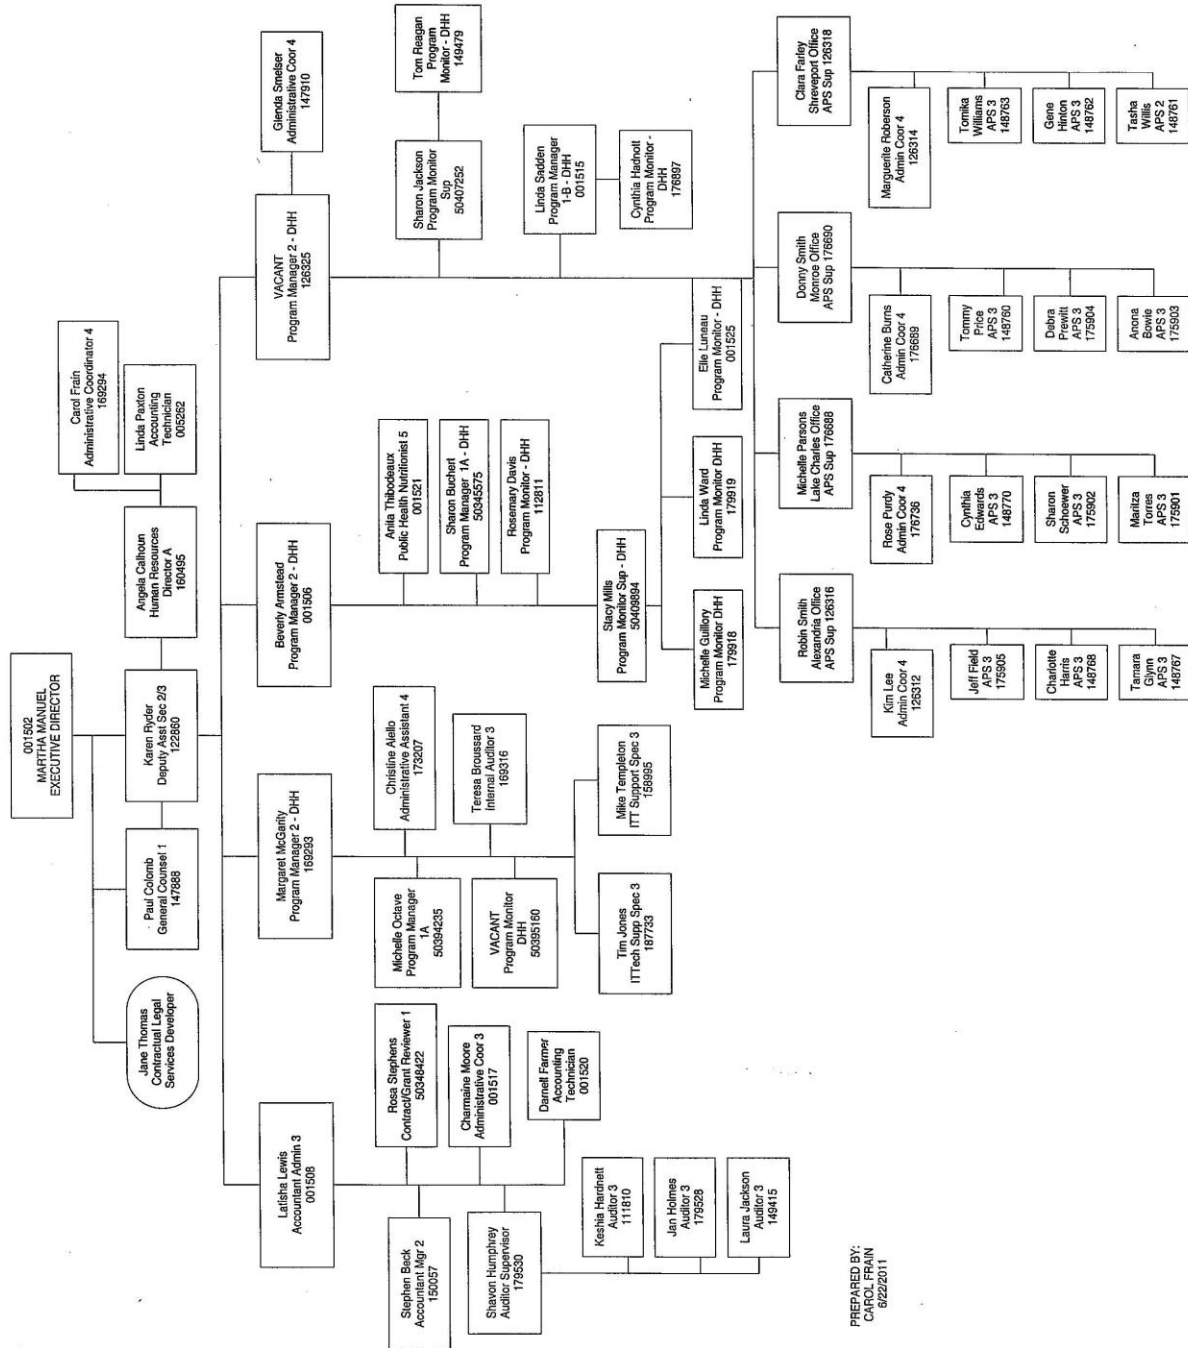 001502
MARTHA MANUEL
EXECUTIVE DIRECTOR
Jane Thomas
Contractual Legal
Services Developer
Paul Colomb
General Counsel 1
147888
Karen Ryder
Deputy Asst Sec 2/3
122860
Angela Calhoun
Human Resources
Director A
160495
Carol Frain
Administrative Coordinator 4
169294
Linda Paxton
Accounting
Technician
005262
Latisha Lewis
Accountant Admin 3
001508
Margaret McGarity
Program Manager 2 - DHH
169293
Beverly Armstead
Program Manager 2 - DHH
001506
VACANT
Program Manager 2 - DHH
126325
Glenda Smelser
Administrative Coor 4
147910
Stephen Beck
Accountant Mgr 2
150057
Rosa Stephens
Contract/Grant Reviewer 1
50348422
Shavon Humphrey
Auditor Supervisor
179530
Charmaine Moore
Administrative Coor 3
001517
Darnell Farmer
Accounting
Technician
001520
Keshia Hardnett
Auditor 3
111810
Jan Holmes
Auditor 3
179528
Laura Jackson
Auditor 3
149415
Michelle Octave
Program Manager
1A
50394235
Christine Aiello
Administrative Assistant 4
173207
VACANT
Program Monitor
DHH
50395160
Teresa Broussard
Internal Auditor 3
169316
Tim Jones
ITTech Supp Spec 3
187733
Mike Templeton
ITT Support Spec 3
158995
Anita Thibodeaux
Public Health Nutritionist 5
001521
Sharon Buchert
Program Manager 1A - DHH
50345575
Rosemary Davis
Program Monitor - DHH
112811
Stacy Mills
Program Monitor Sup - DHH
50409894
Michelle Guillory
Program Monitor DHH
179918
Linda Ward
Program Monitor DHH
179919
Elle Luneau
Program Monitor - DHH
001525
Sharon Jackson
Program Monitor
Sup
50407252
Tom Reagan
Program
Monitor - DHH
149479
Linda Sadden
Program Manager
1-B - DHH
001515
Cynthia Hadnott
Program Monitor -
DHH
176897
Robin Smith
Alexandria Office
APS Sup 126316
Michelle Parsons
Lake Charles Office
APS Sup 176688
Donny Smith
Monroe Office
APS Sup 176690
Clara Farley
Shreveport Office
APS Sup 126318
Kim Lee
Admin Coor 4
126312
Jeff Field
APS 3
175905
Charlotte
Harris
APS 3
148768
Tamara
Glynn
APS 3
148767
Rose Purdy
Admin Coor 4
176736
Cynthia
Edwards
APS 3
148770
Sharon
Schoewer
APS 3
175902
Maritza
Torres
APS 3
175901
Catherine Burns
Admin Coor 4
176689
Tommy
Price
APS 3
148760
Debra
Prewitt
APS 3
175904
Anona
Bowie
APS 3
175903
Marguerite Roberson
Admin Coor 4
126314
Tomika
Williams
APS 3
148763
Gene
Hinton
APS 3
148762
Tasha
Willis
APS 2
148761
PREPARED BY:
CAROL FRAIN
6/22/2011